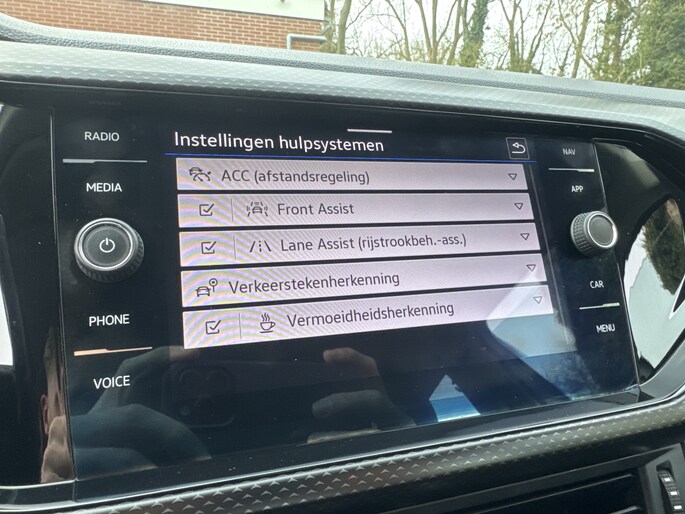 RADIO
MEDIA
PHONE
VOICE
Instellingen hulpsystemen
ACC (afstandsregeling)
Front Assist
Lane Assist (rijstrookbeh.-ass.)
Verkeerstekenherkenning
Vermoeidheidsherkenning
NAV
APP
CAR
MENU